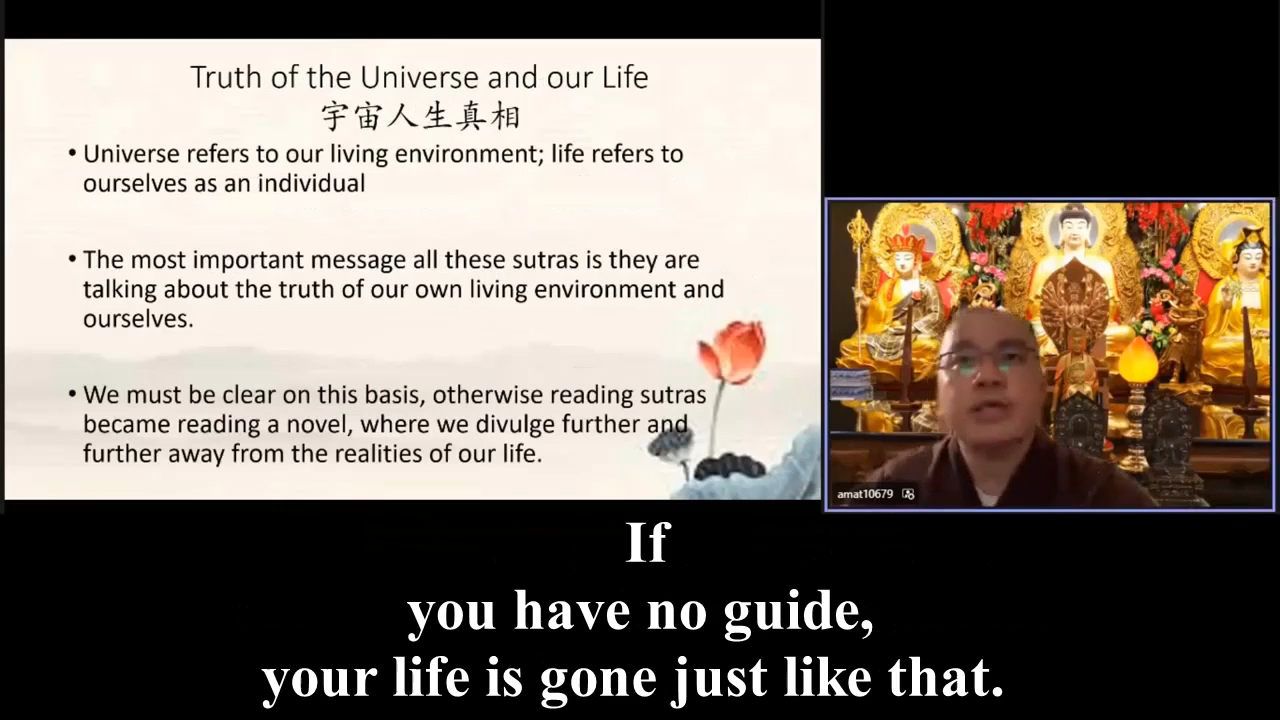 Truth of the Universe and our Life
宇宙人生真相
• Universe refers to our living environment; life refers to
ourselves as an individual
• The most important message all these sutras is they are
talking about the truth of our own living environment and
ourselves.
• We must be clear on this basis, otherwise reading sutras
became reading a novel, where we divulge further and
further away from the realities of our life.
amat10679
If
you have no guide,
your life is gone just like that.